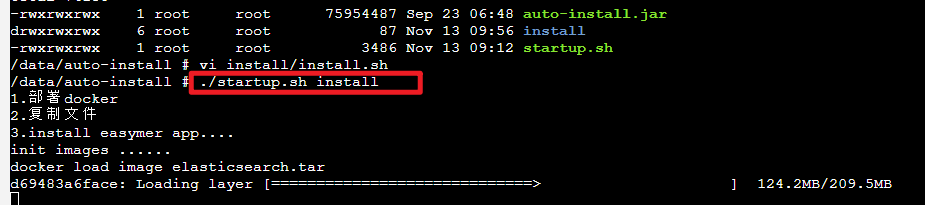 -rwxrwxrwx 1 root root 75954487 Sep 23 06:48 auto-install.jar
drwxrwxrwx 6 root root 87 Nov 13 09:56 install
-rwxrwxrwx 1 root root 3486 Nov 13 09:12 startup.sh
/data/auto-install # vi install/install.sh
/data/auto-install # ./startup.sh install
1.部署docker
2.复制文件
3.install easymer app....
init images ......
docker load image elasticsearch.tar
d69483a6face: Loading layer [=============================> ] 124.2MB/209.5MB